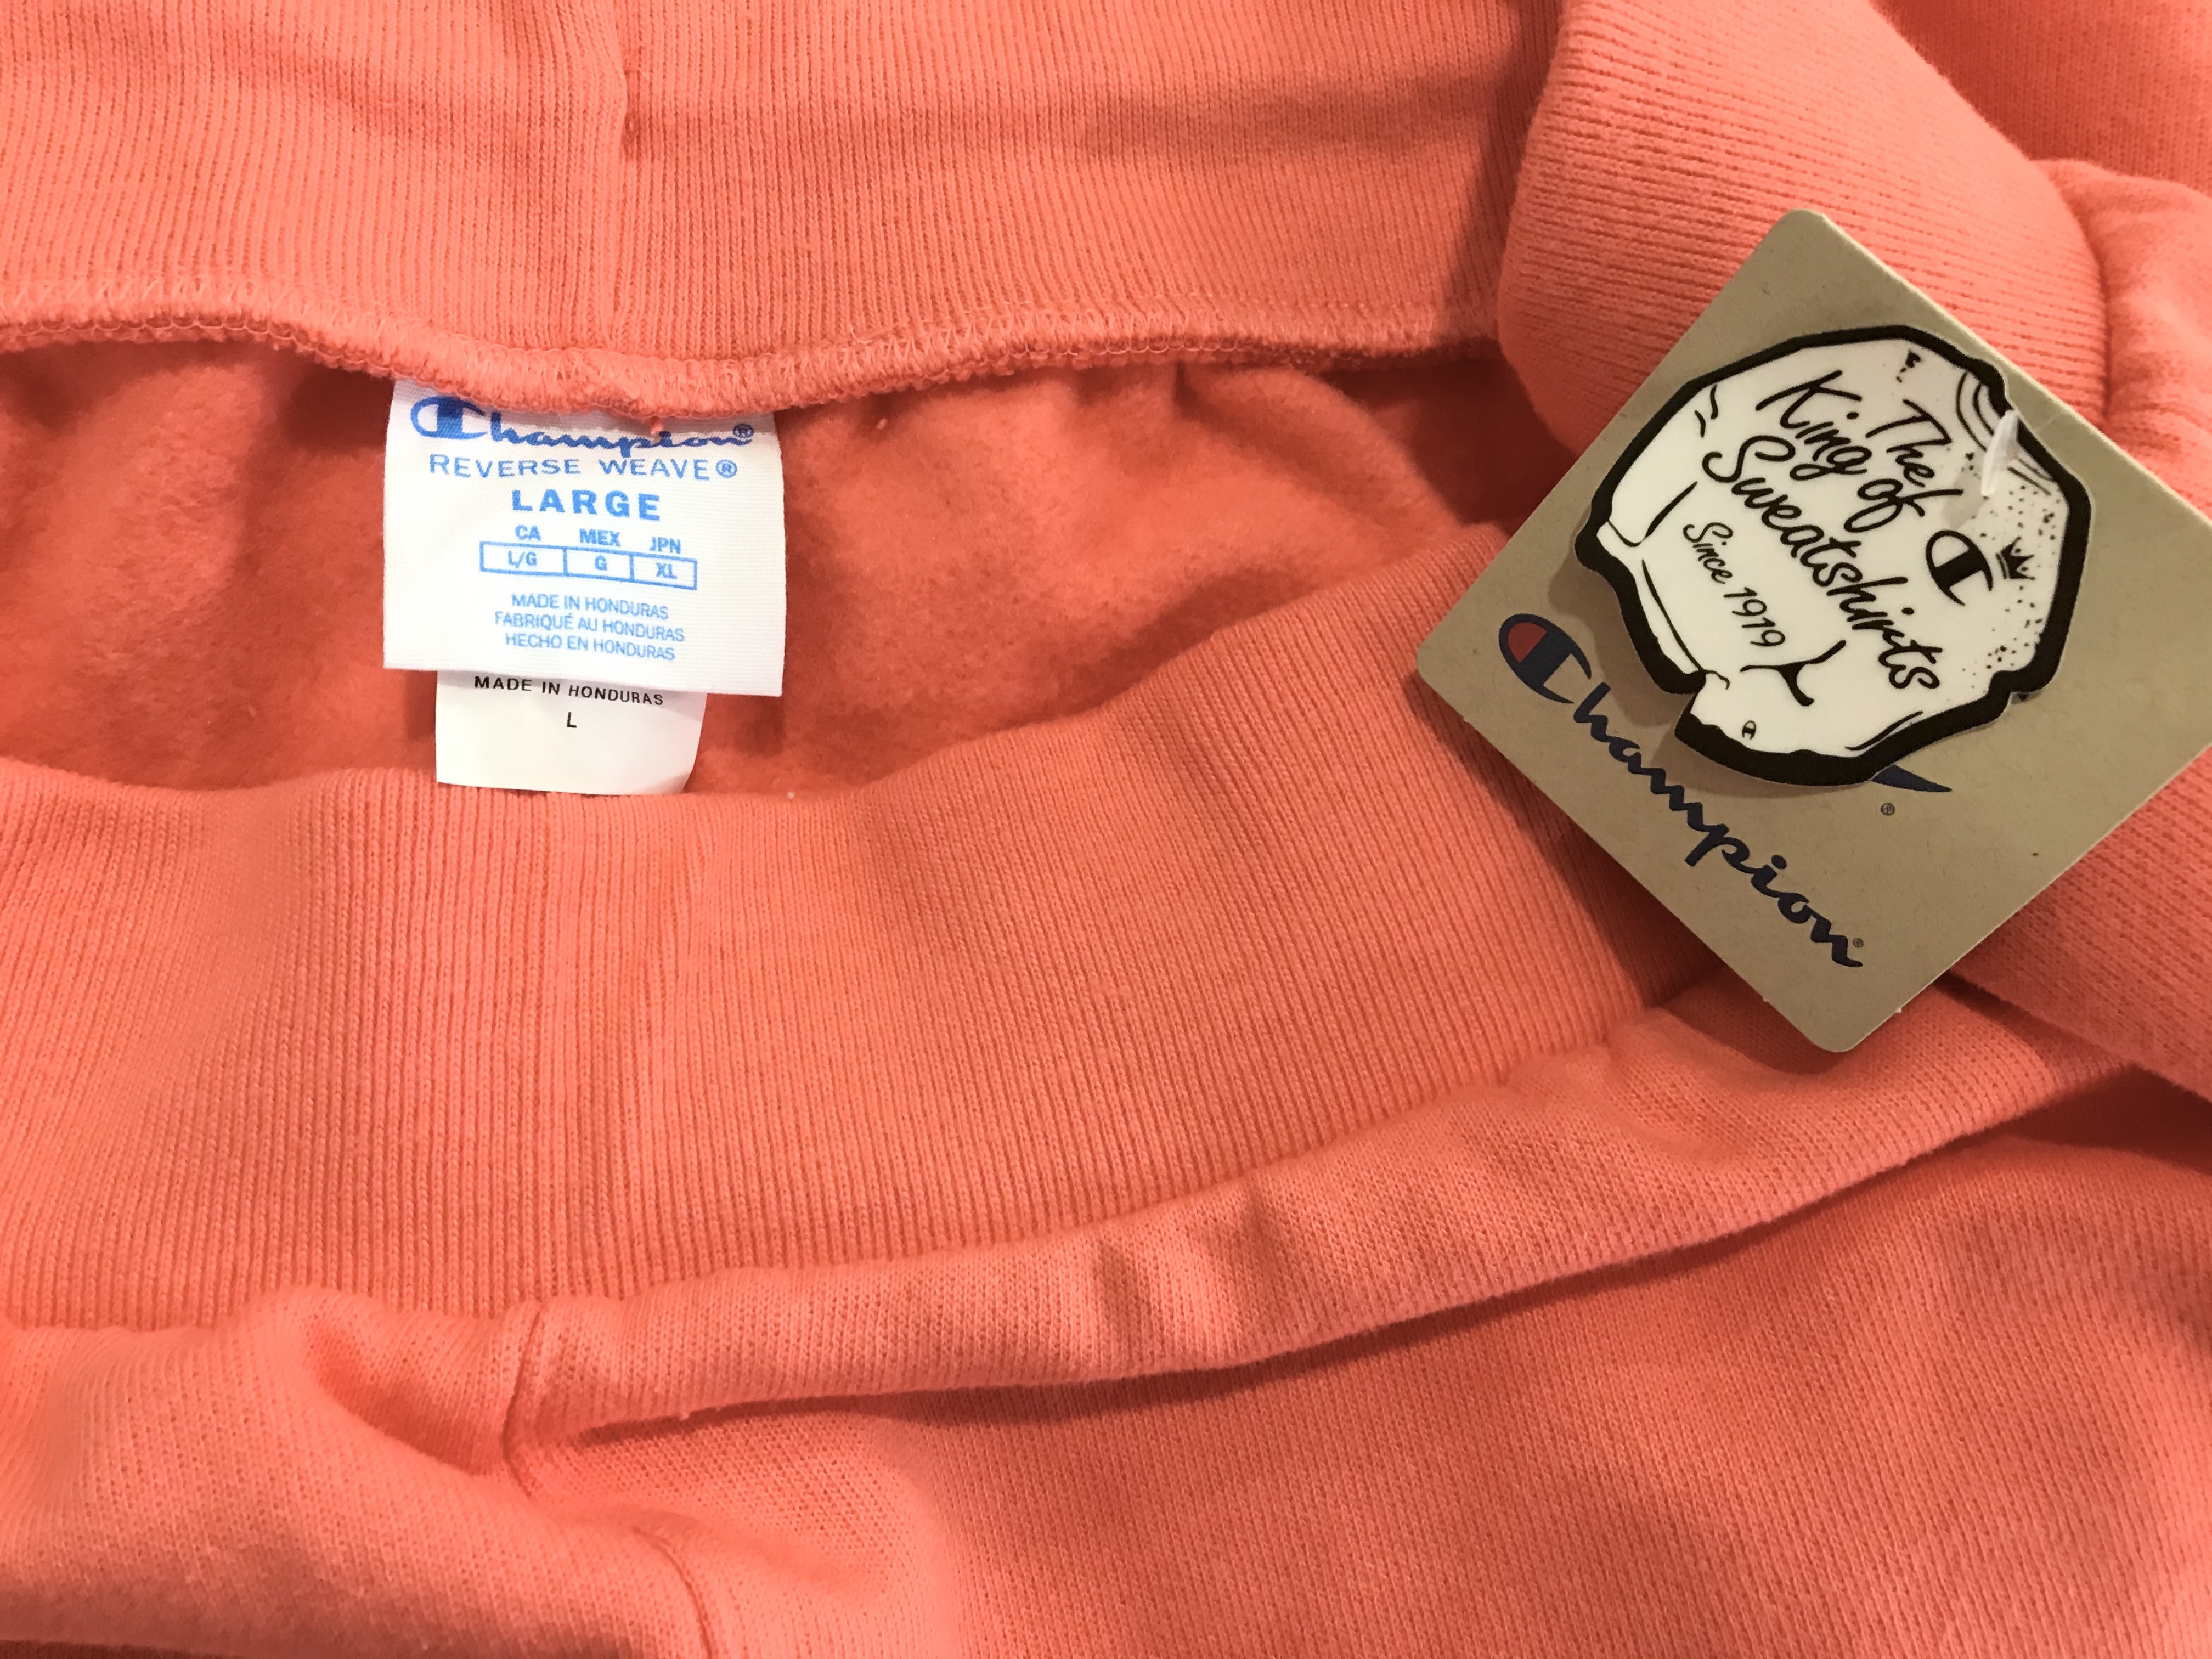 Champion®
REVERSE WEAVE®
LARGE
CA MEX JPN
L/G G XL
MADE IN HONDURAS
FABRIQUÉ AU HONDURAS
HECHO EN HONDURAS
MADE IN HONDURAS
L
The
King of
Sweatshirts
Since 1919
®
Champion®